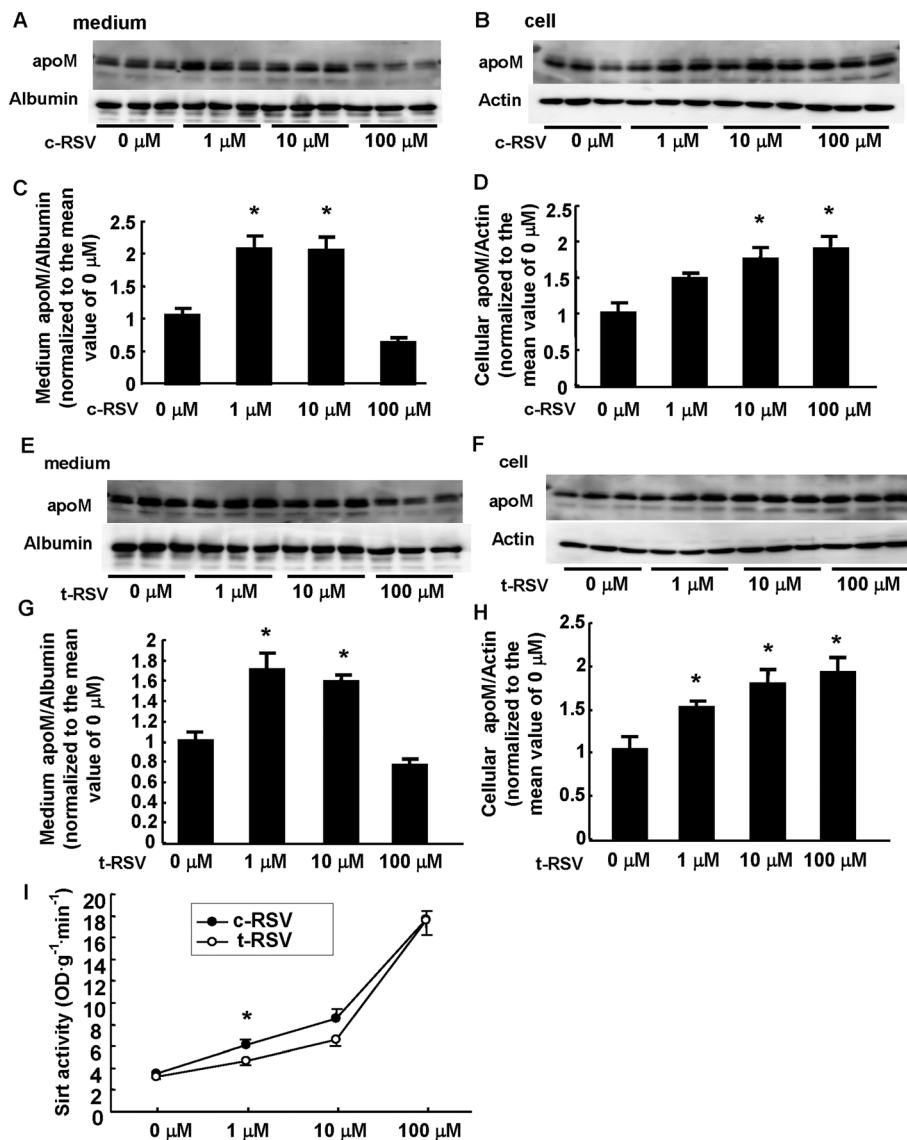 A medium
apoM
Albumin
c-RSV 0 μM 1 μM 10 μM 100 μM
B cell
apoM
Actin
c-RSV 0 μM 1 μM 10 μM 100 μM
C
Medium apoM/Albumin
(normalized to the mean
value of 0 μM)
2.5
2
1.5
1
0.5
0
* *
c-RSV 0 μM 1 μM 10 μM 100 μM
D
Cellular apoM/Actin
(normalized to the
mean value of 0 μM)
2.5
2
1.5
1
0.5
0
* *
c-RSV 0 μM 1 μM 10 μM 100 μM
E medium
apoM
Albumin
t-RSV 0 μM 1 μM 10 μM 100 μM
F cell
apoM
Actin
t-RSV 0 μM 1 μM 10 μM 100 μM
G
Medium apoM/Albumin
(normalized to the mean
value of 0 μM)
2
1.8
1.6
1.4
1.2
1
0.8
0.6
0.4
0.2
0
* *
t-RSV 0 μM 1 μM 10 μM 100 μM
H
Cellular apoM/Actin
(normalized to the
mean value of 0 μM)
2.5
2
1.5
1
0.5
0
* * *
t-RSV 0 μM 1 μM 10 μM 100 μM
I
Sirt activity (OD·g⁻¹·min⁻¹)
20
18
16
14
12
10
8
6
4
2
0
c-RSV
t-RSV
*
0 μM 1 μM 10 μM 100 μM